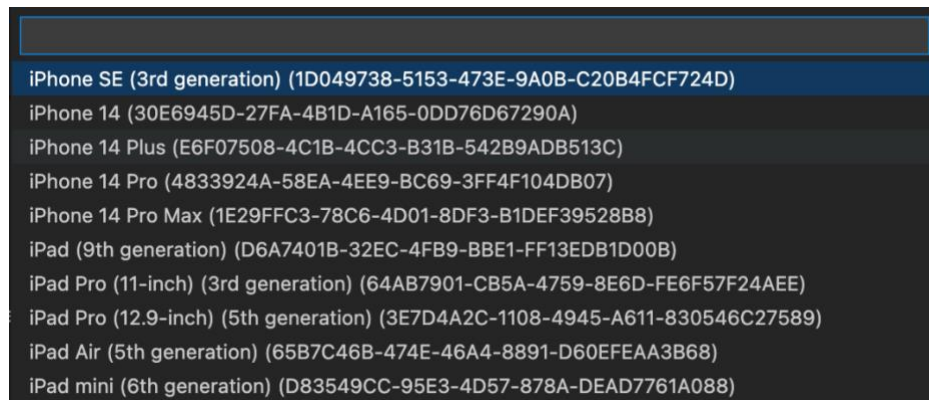 iPhone SE (3rd generation) (1D049738-5153-473E-9A0B-C20B4FCF724D)
iPhone 14 (30E6945D-27FA-4B1D-A165-0DD76D67290A)
iPhone 14 Plus (E6F07508-4C1B-4CC3-B31B-542B9ADB513C)
iPhone 14 Pro (4833924A-58EA-4EE9-BC69-3FF4F104DB07)
iPhone 14 Pro Max (1E29FFC3-78C6-4D01-8DF3-B1DEF39528B8)
iPad (9th generation) (D6A7401B-32EC-4FB9-BBE1-FF13EDB1D00B)
iPad Pro (11-inch) (3rd generation) (64AB7901-CB5A-4759-8E6D-FE6F57F24AEE)
iPad Pro (12.9-inch) (5th generation) (3E7D4A2C-1108-4945-A611-830546C27589)
iPad Air (5th generation) (65B7C46B-474E-46A4-8891-D60EFEAA3B68)
iPad mini (6th generation) (D83549CC-95E3-4D57-878A-DEAD7761A088)